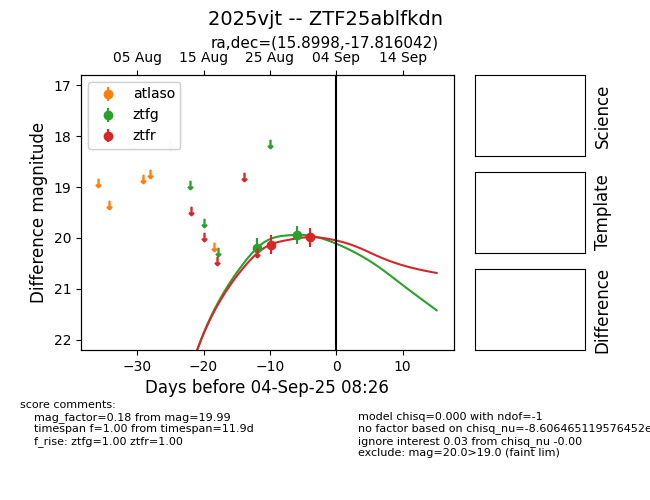 2025vjt -- ZTF25ablfkdn
ra,dec=(15.8998,-17.816042)
05 Aug 15 Aug 25 Aug 04 Sep 14 Sep
17
18
19
20
21
22
Difference magnitude
atlaso
ztfg
ztfr
−30 −20 −10 0 10
Days before 04-Sep-25 08:26
Science
Template
Difference
score comments:
mag_factor=0.18 from mag=19.99
timespan f=1.00 from timespan=11.9d
f_rise: ztfg=1.00 ztfr=1.00
model chisq=0.000 with ndof=-1
no factor based on chisq_nu=-8.606465119576452e
ignore interest 0.03 from chisq_nu -0.00
exclude: mag=20.0>19.0 (faint lim)